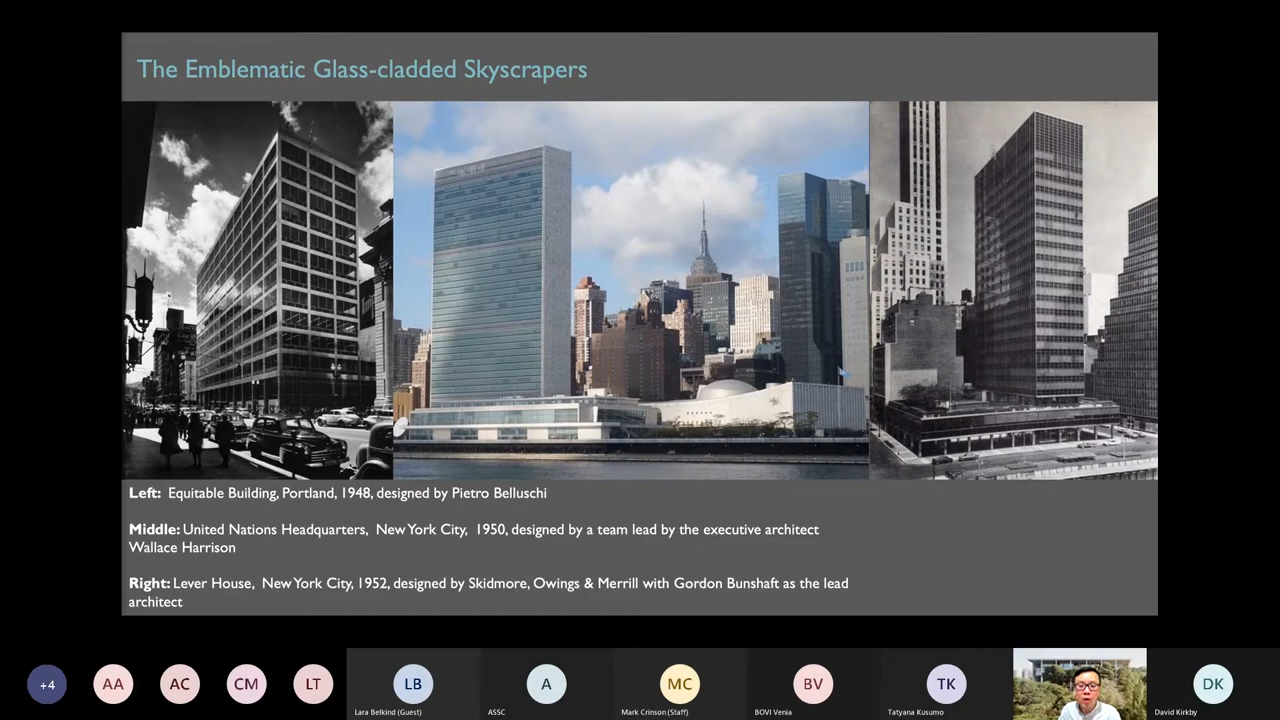 The Emblematic Glass-cladded Skyscrapers
Left: Equitable Building, Portland, 1948, designed by Pietro Belluschi
Middle: United Nations Headquarters, New York City, 1950, designed by a team lead by the executive architect
Wallace Harrison
Right: Lever House, New York City, 1952, designed by Skidmore, Owings & Merrill with Gordon Bunshaft as the lead
architect
+4
AA
AC
CM
LT
LB
A
MC
BV
TK
DK
Lara Belkind (Guest)
ASSC
Mark Crinson (Staff)
BOVI Venia
Tatyana Kusumo
David Kirkby